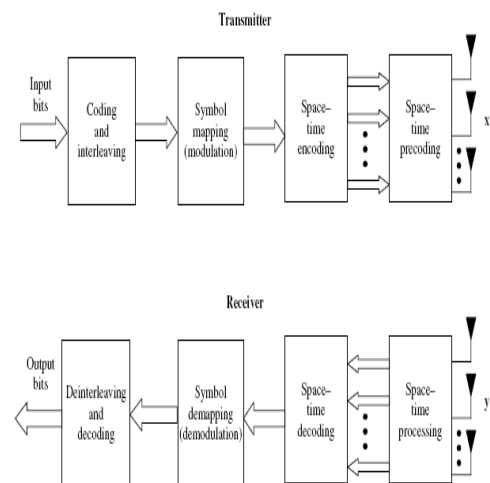 Transmitter
Input
bits
Coding
and
interleaving
Symbol
mapping
(modulation)
Space–
time
encoding
Space–
time
precoding
x
Receiver
Output
bits
Deinterleaving
and
decoding
Symbol
demapping
(demodulation)
Space–
time
decoding
Space–
time
processing
y